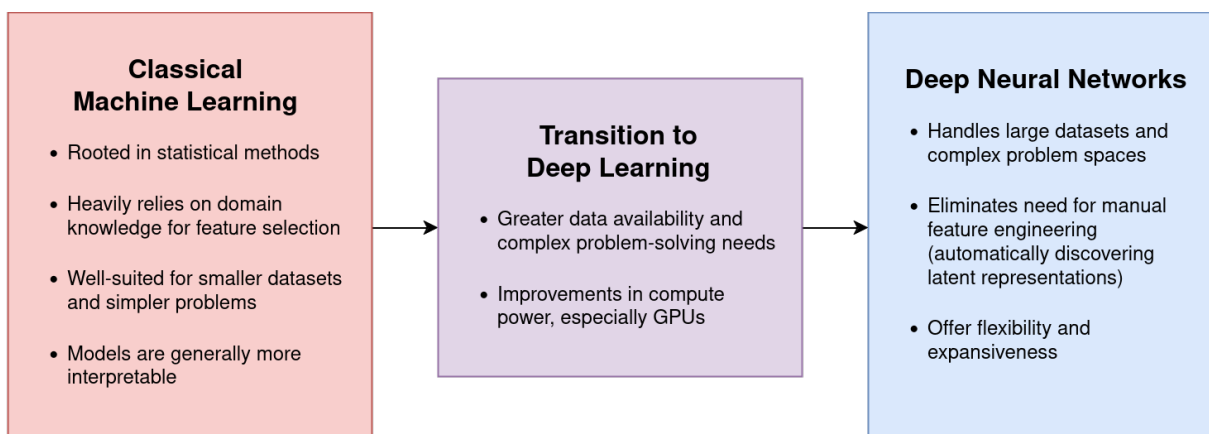 Classical
Machine Learning
• Rooted in statistical methods
• Heavily relies on domain
knowledge for feature selection
• Well-suited for smaller datasets
and simpler problems
• Models are generally more
interpretable
Transition to
Deep Learning
• Greater data availability and
complex problem-solving needs
• Improvements in compute
power, especially GPUs
Deep Neural Networks
• Handles large datasets and
complex problem spaces
• Eliminates need for manual
feature engineering
(automatically discovering
latent representations)
• Offer flexibility and
expansiveness